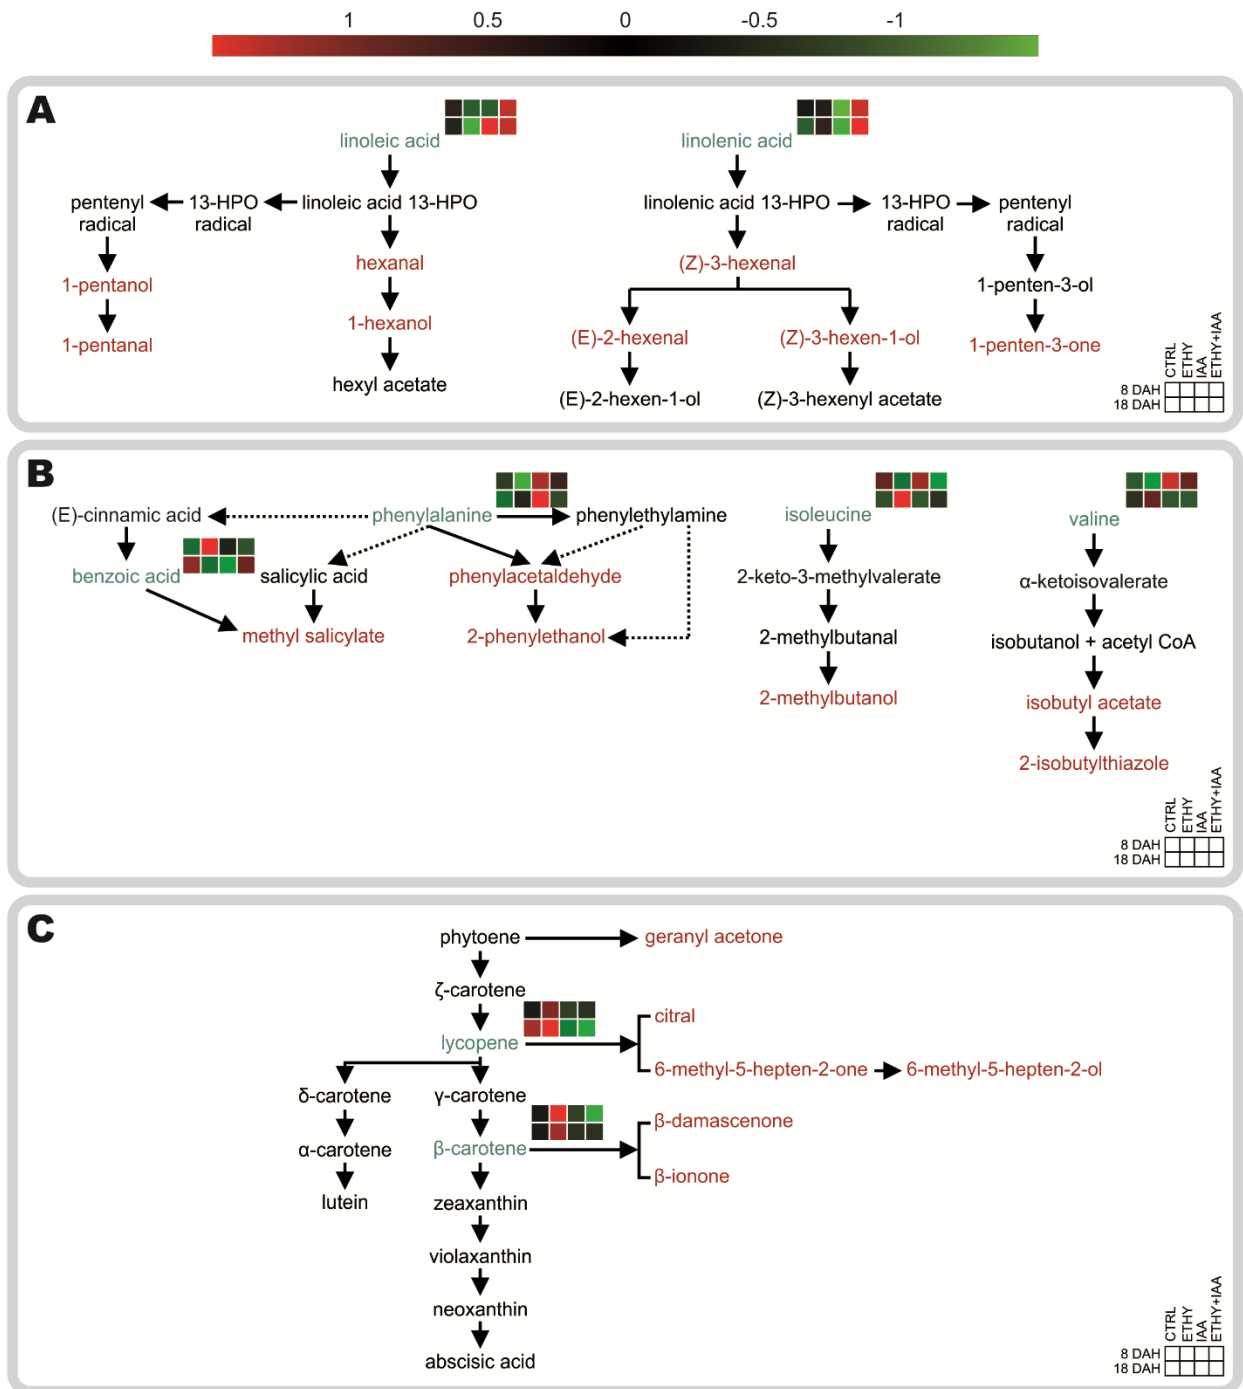 1 0.5 0 -0.5 -1
A
linoleic acid
linolenic acid
pentenyl radical
13-HPO radical
linoleic acid 13-HPO
linolenic acid 13-HPO
13-HPO radical
pentenyl radical
1-pentanol
hexanal
(Z)-3-hexenal
1-penten-3-ol
1-pentanal
1-hexanol
(E)-2-hexenal
(Z)-3-hexen-1-ol
1-penten-3-one
hexyl acetate
(E)-2-hexen-1-ol
(Z)-3-hexenyl acetate
CTRL
ETHY
IAA
ETHY+IAA
8 DAH
18 DAH
B
(E)-cinnamic acid
phenylalanine
phenylethylamine
isoleucine
valine
benzoic acid
salicylic acid
phenylacetaldehyde
2-keto-3-methylvalerate
α-ketoisovalerate
methyl salicylate
2-phenylethanol
2-methylbutanal
isobutanol + acetyl CoA
2-methylbutanol
isobutyl acetate
2-isobutylthiazole
CTRL
ETHY
IAA
ETHY+IAA
8 DAH
18 DAH
C
phytoene
geranyl acetone
ζ-carotene
citral
lycopene
6-methyl-5-hepten-2-one
6-methyl-5-hepten-2-ol
δ-carotene
γ-carotene
β-damascenone
α-carotene
β-carotene
β-ionone
lutein
zeaxanthin
violaxanthin
neoxanthin
abscisic acid
CTRL
ETHY
IAA
ETHY+IAA
8 DAH
18 DAH